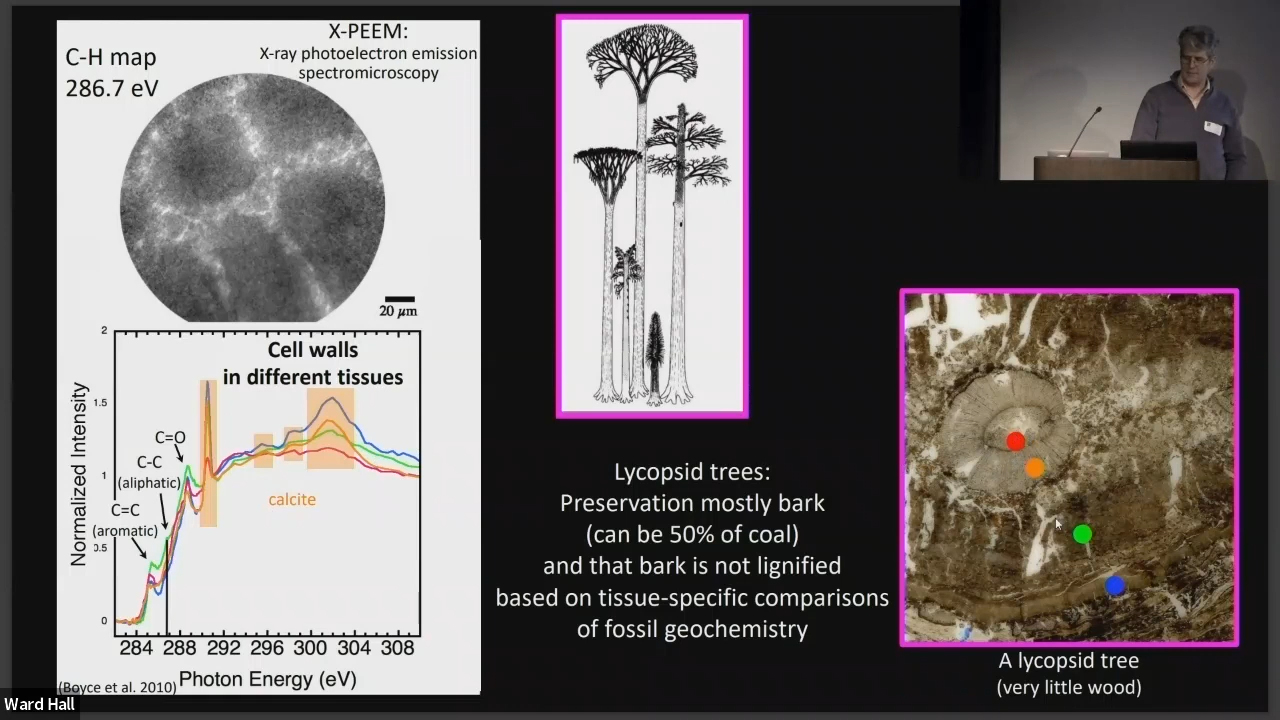 C-H map
286.7 eV
X-PEEM:
X-ray photoelectron emission
spectromicroscopy
20 μm
Cell walls
in different tissues
C=O
C-C
(aliphatic)
C=C
(aromatic)
calcite
Normalized Intensity
2
1.5
1
0.5
0
284 288 292 296 300 304 308
Photon Energy (eV)
(Boyce et al. 2010)
Lycopsid trees:
Preservation mostly bark
(can be 50% of coal)
and that bark is not lignified
based on tissue-specific comparisons
of fossil geochemistry
A lycopsid tree
(very little wood)
Ward Hall